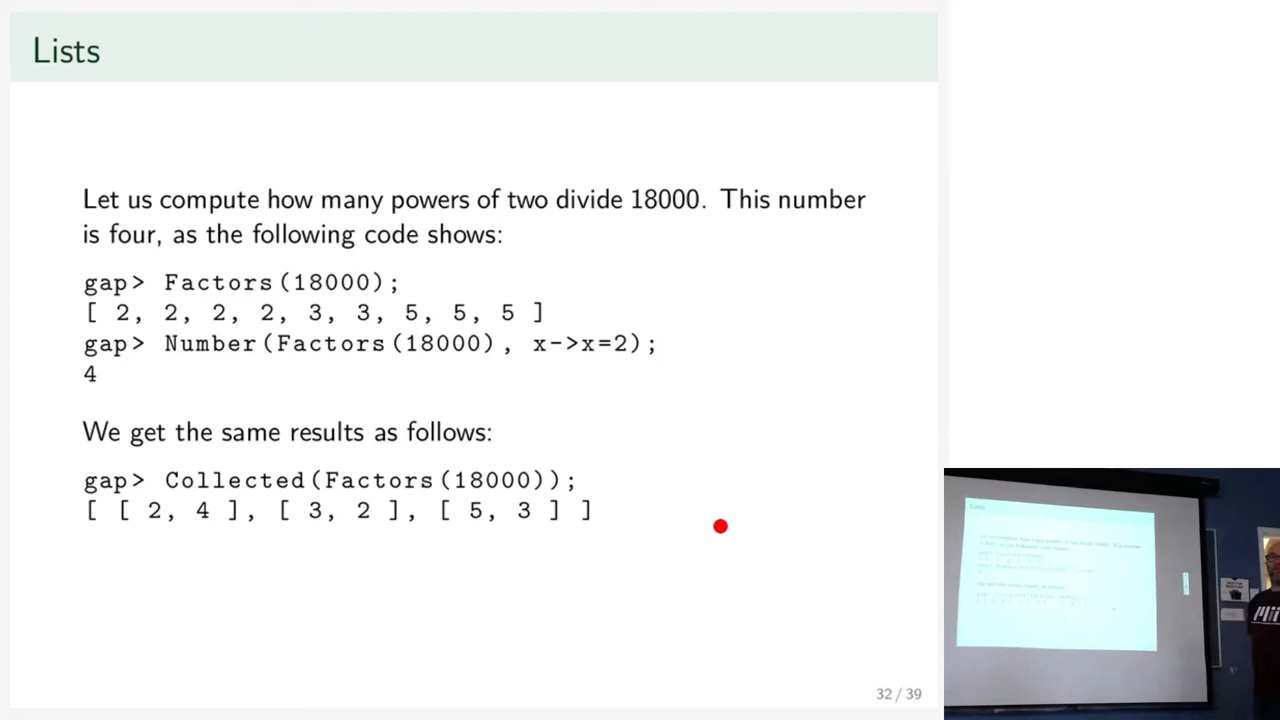 Lists
Let us compute how many powers of two divide 18000. This number
is four, as the following code shows:
gap> Factors(18000);
[ 2, 2, 2, 2, 3, 3, 5, 5, 5 ]
gap> Number(Factors(18000), x->x=2);
4
We get the same results as follows:
gap> Collected(Factors(18000));
[ [ 2, 4 ], [ 3, 2 ], [ 5, 3 ] ]
32 / 39
Lists